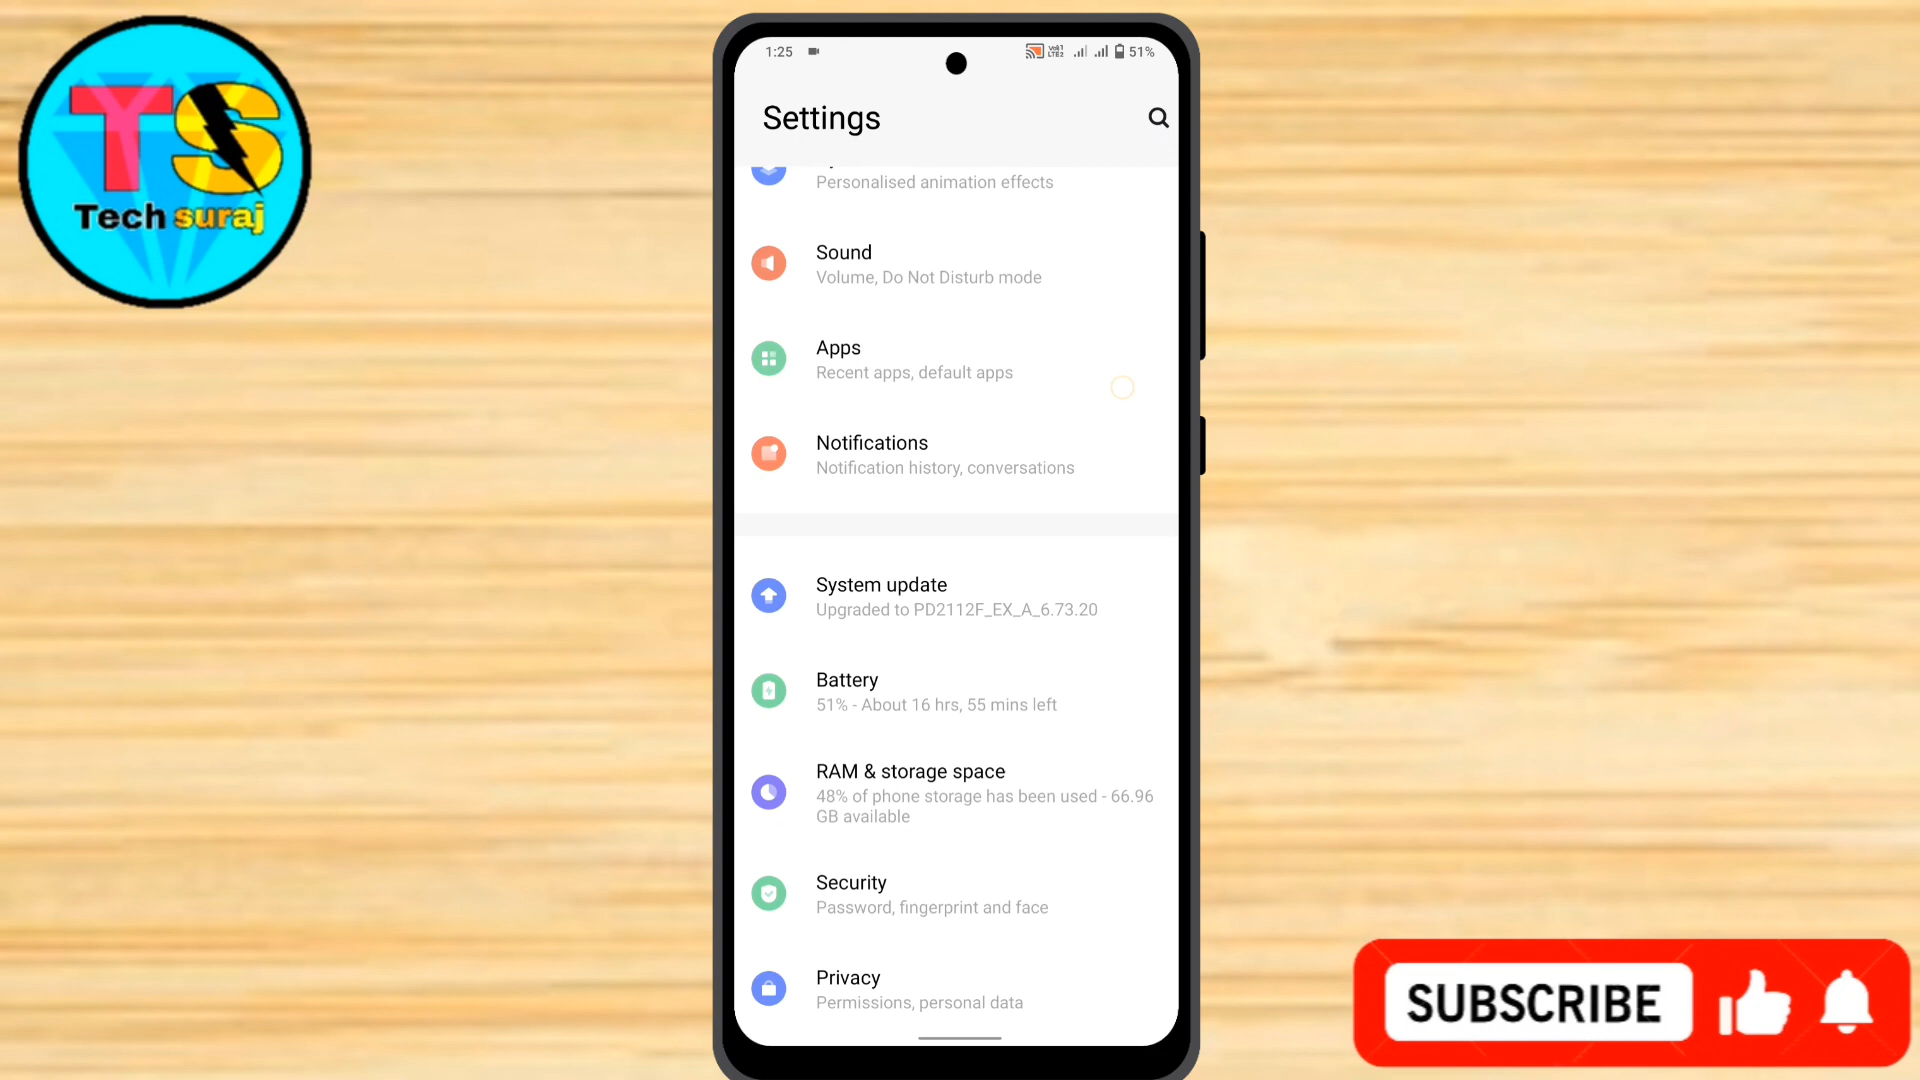 TS
Tech suraj
1:25
51%
Settings
Personalised animation effects
Sound
Volume, Do Not Disturb mode
Apps
Recent apps, default apps
Notifications
Notification history, conversations
System update
Upgraded to PD2112F_EX_A_6.73.20
Battery
51% - About 16 hrs, 55 mins left
RAM & storage space
48% of phone storage has been used - 66.96
GB available
Security
Password, fingerprint and face
Privacy
Permissions, personal data
SUBSCRIBE